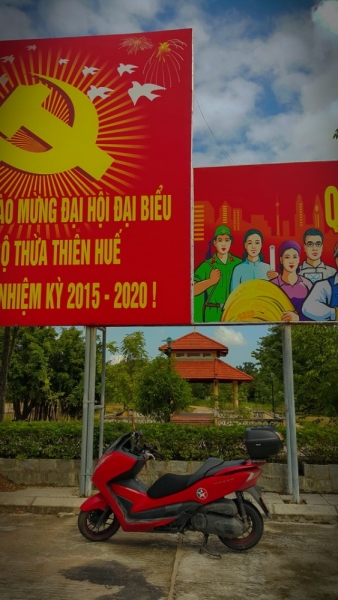 ÀO MỪNG ĐẠI HỘI ĐẠI BIỂU
Ộ THỪA THIÊN HUẾ
NHIỆM KỲ 2015 - 2020 !
Q